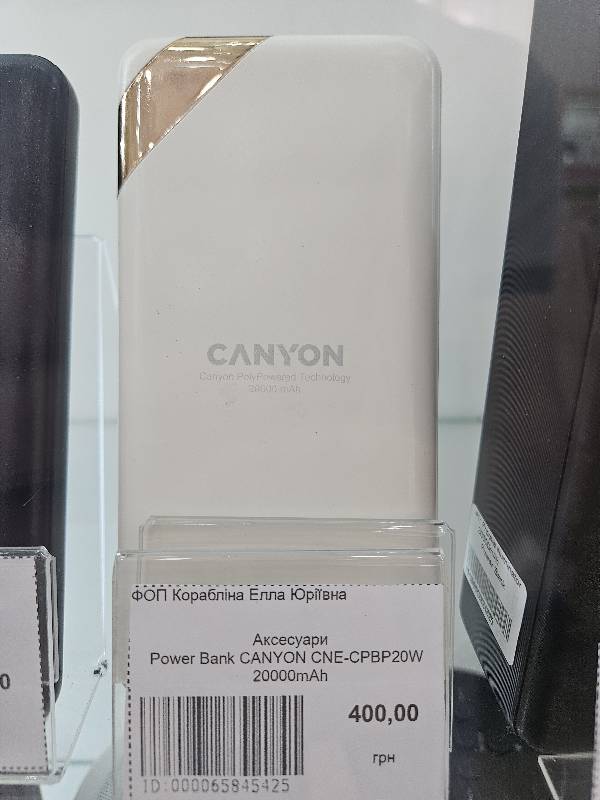 CANYON
Canyon PolyPowered Technology
20000 mAh
ФОП Корабліна Елла Юріївна
Аксесуари
Power Bank CANYON CNE-CPBP20W
20000mAh
400,00
грн
ID:000065845425
0